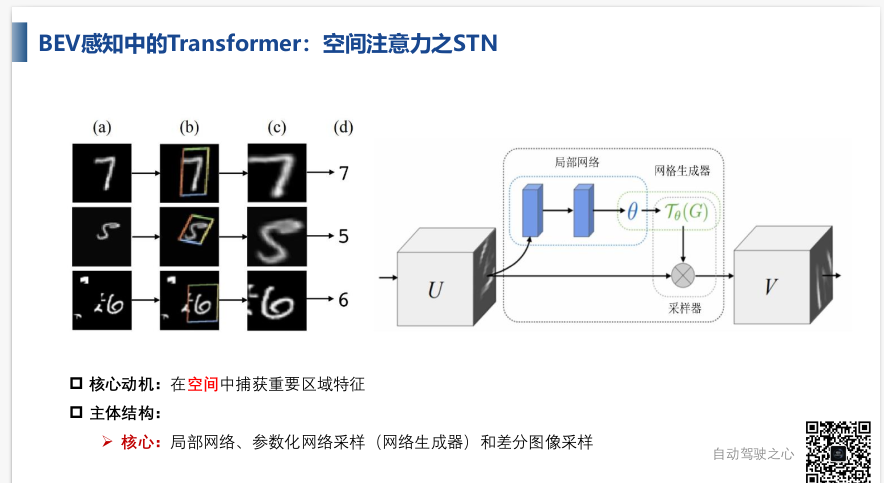 BEV感知中的Transformer：空间注意力之STN
(a) (b) (c) (d)
7
5
6
局部网络
网格生成器
θ
𝒯θ(G)
U
V
采样器
核心动机：在空间中捕获重要区域特征
主体结构：
核心：局部网络、参数化网络采样（网络生成器）和差分图像采样
自动驾驶之心